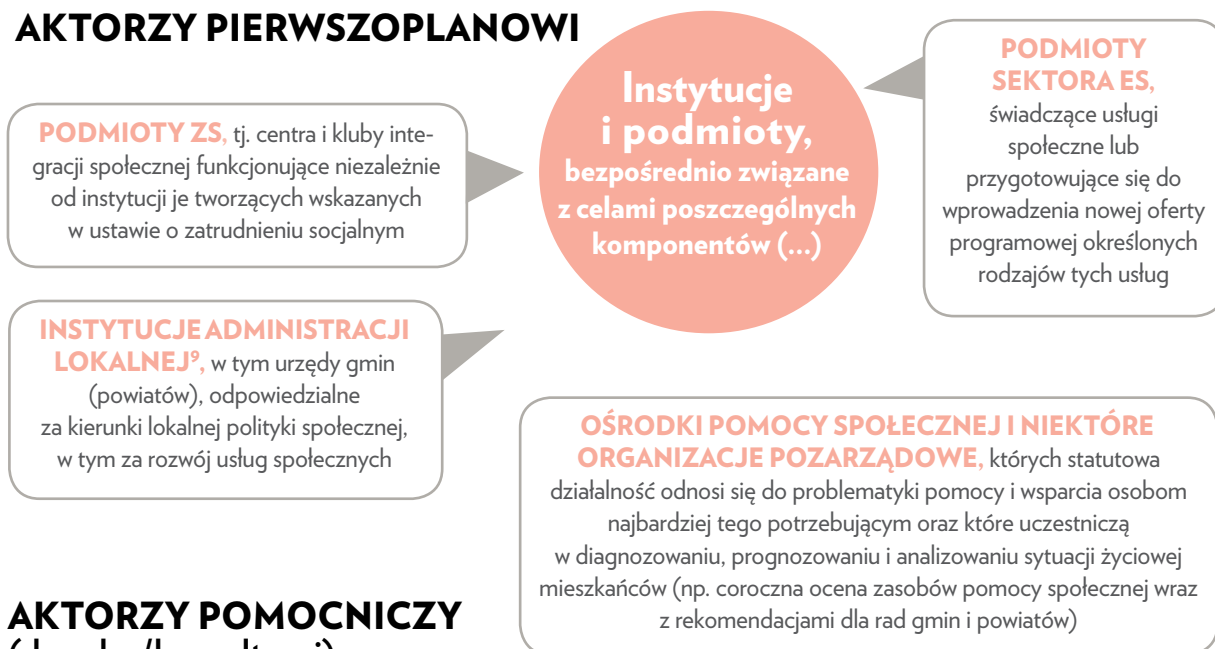 AKTORZY PIERWSZOPLANOWI
Instytucje
i podmioty,
bezpośrednio związane
z celami poszczególnych
komponentów (...)
PODMIOTY
SEKTORA ES,
świadczące usługi
społeczne lub
przygotowujące się do
wprowadzenia nowej oferty
programowej określonych
rodzajów tych usług
PODMIOTY ZS, tj. centra i kluby inte-
gracji społecznej funkcjonujące niezależnie
od instytucji je tworzących wskazanych
w ustawie o zatrudnieniu socjalnym
INSTYTUCJE ADMINISTRACJI
LOKALNEJ⁹, w tym urzędy gmin
(powiatów), odpowiedzialne
za kierunki lokalnej polityki społecznej,
w tym za rozwój usług społecznych
OŚRODKI POMOCY SPOŁECZNEJ I NIEKTÓRE
ORGANIZACJE POZARZĄDOWE, których statutowa
działalność odnosi się do problematyki pomocy i wsparcia osobom
najbardziej tego potrzebującym oraz które uczestniczą
w diagnozowaniu, prognozowaniu i analizowaniu sytuacji życiowej
mieszkańców (np. coroczna ocena zasobów pomocy społecznej wraz
z rekomendacjami dla rad gmin i powiatów)
AKTORZY POMOCNICZY